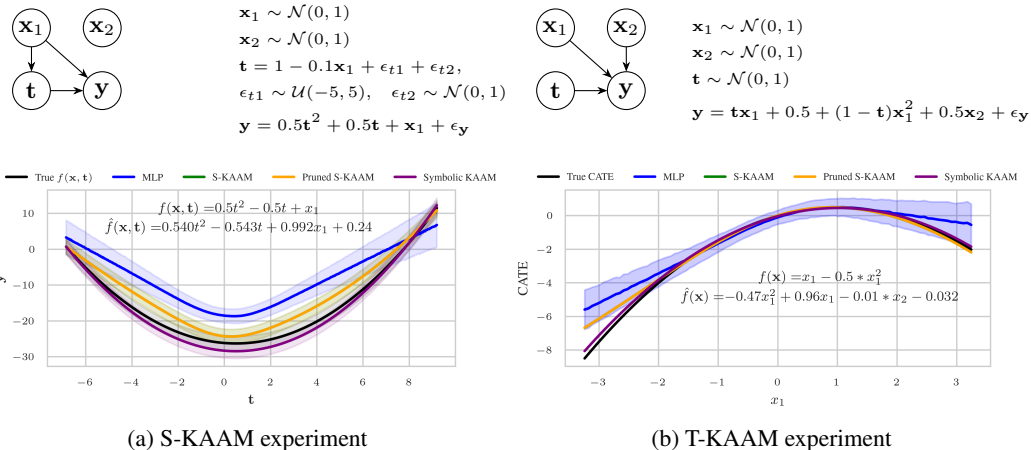 x₁ x₂
t y
x₁ ∼ 𝒩(0, 1)
x₂ ∼ 𝒩(0, 1)
t = 1 − 0.1x₁ + ϵₜ₁ + ϵₜ₂,
ϵₜ₁ ∼ 𝒰(−5, 5), ϵₜ₂ ∼ 𝒩(0, 1)
y = 0.5t² + 0.5t + x₁ + ϵ_y
True f(x, t) MLP S-KAAM Pruned S-KAAM Symbolic KAAM
f(x, t) =0.5t² − 0.5t + x₁
f̂(x, t) =0.540t² − 0.543t + 0.992x₁ + 0.24
10
0
−10
−20
−30
y
−6 −4 −2 0 2 4 6 8
t
(a) S-KAAM experiment
x₁ x₂
t y
x₁ ∼ 𝒩(0, 1)
x₂ ∼ 𝒩(0, 1)
t ∼ 𝒩(0, 1)
y = tx₁ + 0.5 + (1 − t)x₁² + 0.5x₂ + ϵ_y
True CATE MLP S-KAAM Pruned S-KAAM Symbolic KAAM
f(x) =x₁ − 0.5 ∗ x₁²
f̂(x) =−0.47x₁² + 0.96x₁ − 0.01 ∗ x₂ − 0.032
0
−2
−4
−6
−8
CATE
−3 −2 −1 0 1 2 3
x₁
(b) T-KAAM experiment